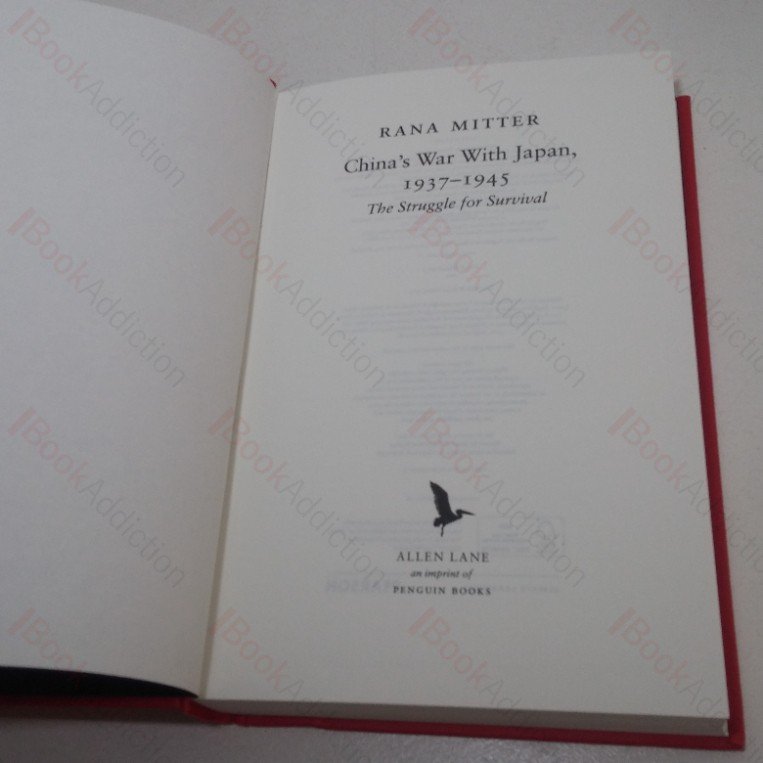 RANA MITTER
China's War With Japan,
1937–1945
The Struggle for Survival
ALLEN LANE
an imprint of
PENGUIN BOOKS
BookAddiction